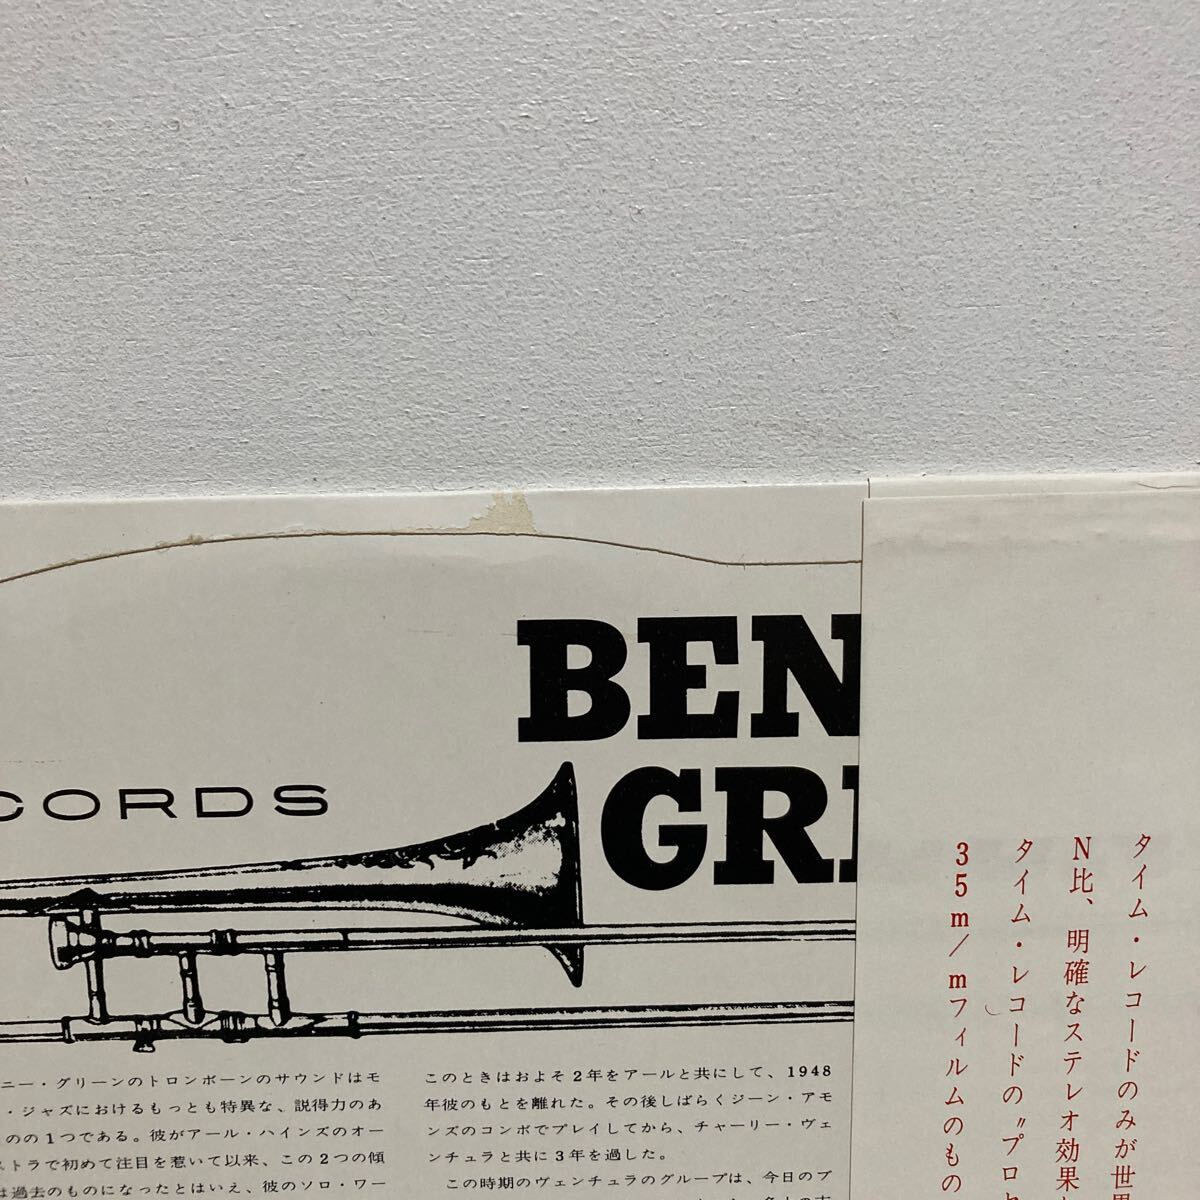 BEN
GRE
CORDS
ニー・グリーンのトロンボーンのサウンドはモ
・ジャズにおけるもっとも特異な、説得力のあ
のの1つである。彼がアール・ハインズのオー
ストラで初めて注目を惹いて以来、この2つの傾
は過去のものになったとはいえ、彼のソロ・ワー
このときはおよそ2年をアールと共にして、1948
年彼のもとを離れた。その後しばらくジーン・アモ
ンズのコンボでプレイしてから、チャーリー・ヴェ
ンチュラと共に3年を過した。
この時期のヴェンチュラのグループは、今日のブ
タイム・レコードのみが世界
N比、明確なステレオ効果
タイム・レコードの〝プロセ
35m/mフィルムのもの